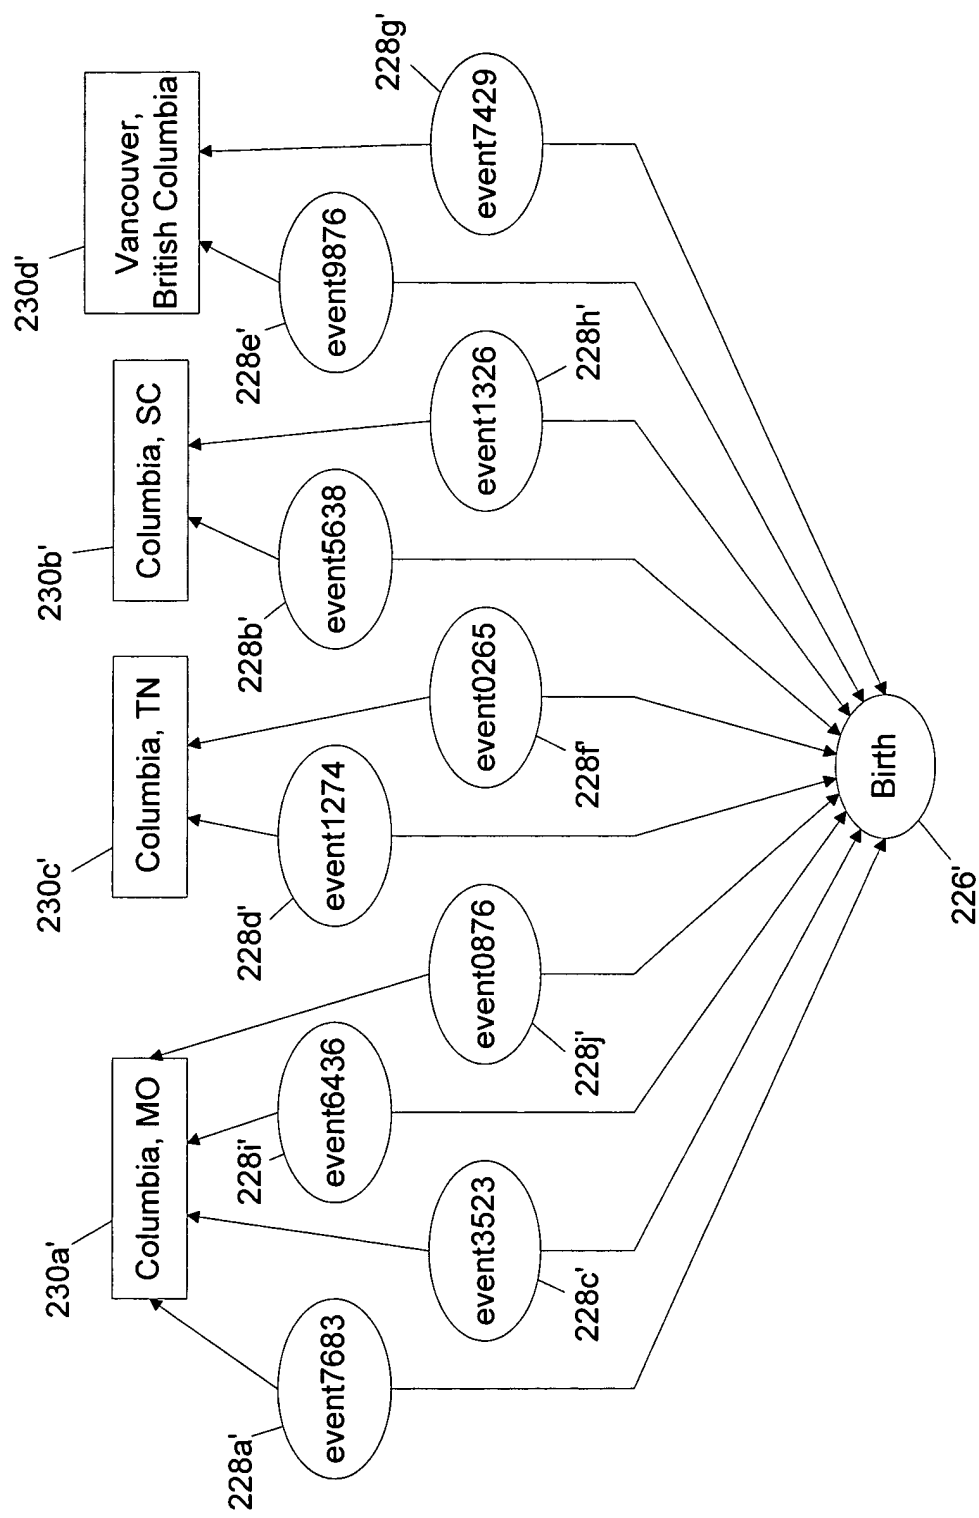 230a'
Columbia, MO
230c'
Columbia, TN
230b'
Columbia, SC
230d'
Vancouver,
British Columbia
228a'
event7683
228i'
event6436
228d'
event1274
228b'
event5638
228e'
event9876
event3523
228c'
event0876
228j'
event0265
228f'
event1326
228h'
event7429
228g'
Birth
226'